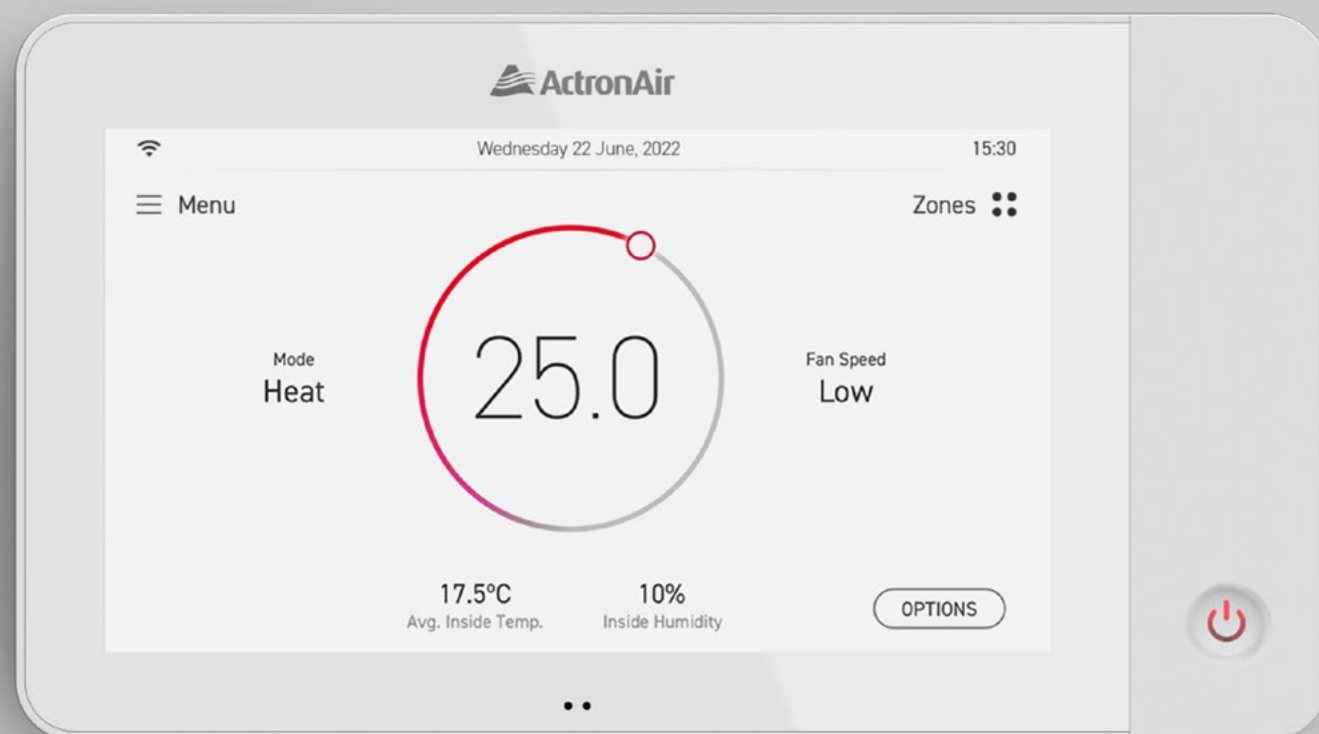 ActronAir
Wednesday 22 June, 2022
15:30
Menu
Zones
Mode
Heat
25.0
Fan Speed
Low
17.5ºC
Avg. Inside Temp.
10%
Inside Humidity
OPTIONS